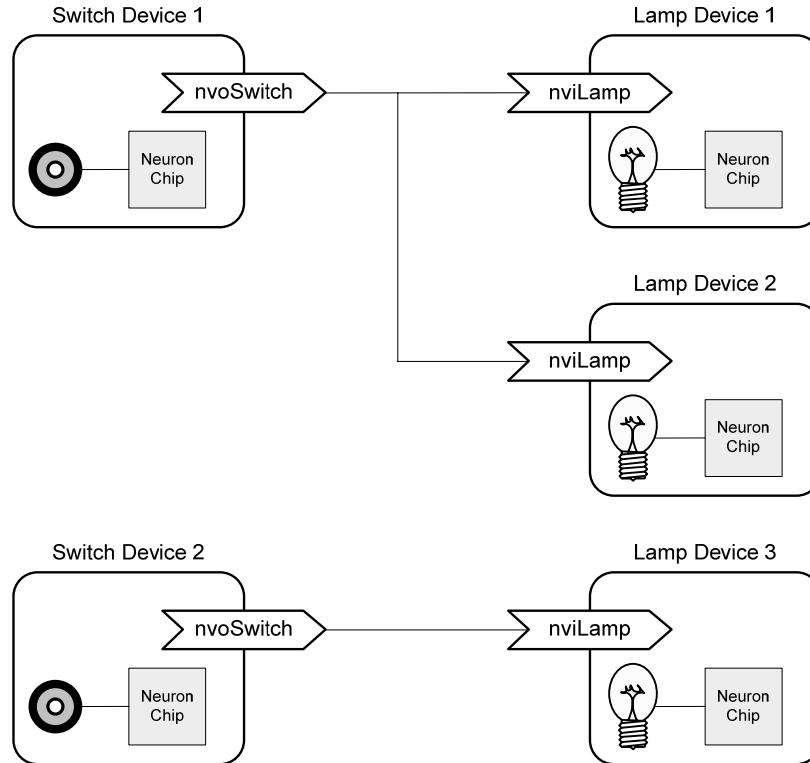 Switch Device 1
Lamp Device 1
nvoSwitch
nviLamp
Neuron
Chip
Neuron
Chip
Lamp Device 2
nviLamp
Neuron
Chip
Switch Device 2
Lamp Device 3
nvoSwitch
nviLamp
Neuron
Chip
Neuron
Chip